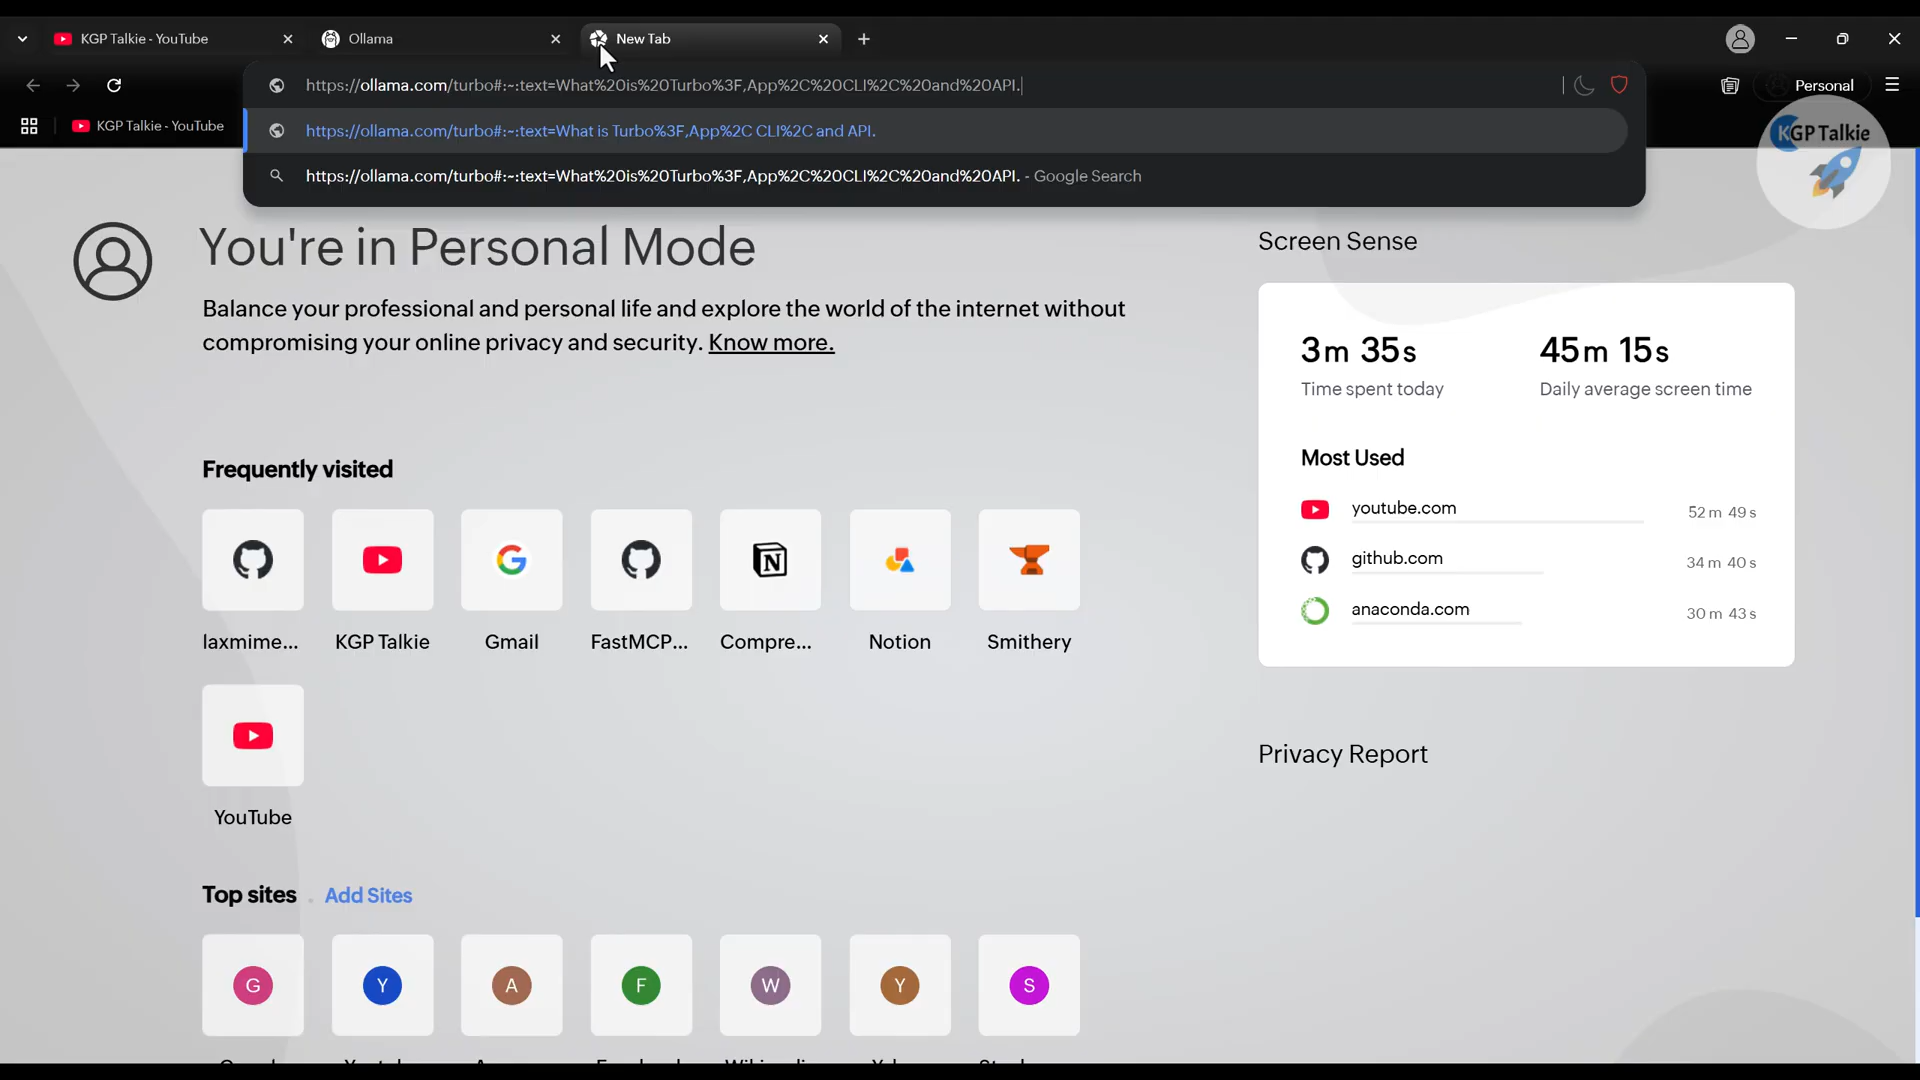 KGP Talkie - YouTube
Ollama
New Tab
https://ollama.com/turbo#:~:text=What%20is%20Turbo%3F,App%2C%20CLI%2C%20and%20API.
Personal
KGP Talkie - YouTube
https://ollama.com/turbo#:~:text=What is Turbo%3F,App%2C CLI%2C and API.
https://ollama.com/turbo#:~:text=What%20is%20Turbo%3F,App%2C%20CLI%2C%20and%20API. - Google Search
KGP Talkie
You're in Personal Mode
Balance your professional and personal life and explore the world of the internet without
compromising your online privacy and security. Know more.
Screen Sense
3m 35s 45m 15s
Time spent today Daily average screen time
Most Used
youtube.com 52 m 49 s
github.com 34 m 40 s
anaconda.com 30 m 43 s
Frequently visited
laxmime... KGP Talkie Gmail FastMCP... Compre... Notion Smithery
YouTube
Privacy Report
Top sites Add Sites
G Y A F W Y S